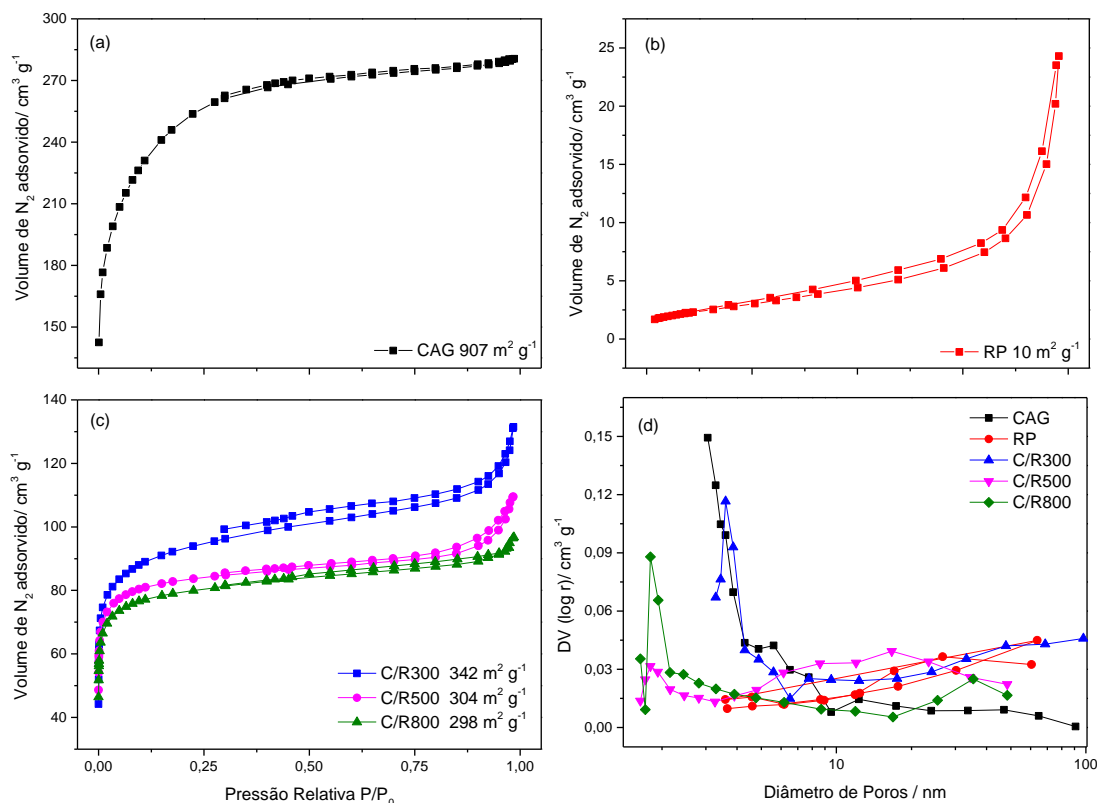 (a)
300
270
240
210
180
150
Volume de N₂ adsorvido/ cm³ g⁻¹
CAG 907 m² g⁻¹
(b)
25
20
15
10
5
0
Volume de N₂ adsorvido/ cm³ g⁻¹
RP 10 m² g⁻¹
(c)
140
120
100
80
60
40
Volume de N₂ adsorvido/ cm³ g⁻¹
C/R300 342 m² g⁻¹
C/R500 304 m² g⁻¹
C/R800 298 m² g⁻¹
0,00 0,25 0,50 0,75 1,00
Pressão Relativa P/P₀
(d)
0,15
0,12
0,09
0,06
0,03
0,00
DV (log r)/ cm³ g⁻¹
CAG
RP
C/R300
C/R500
C/R800
10 100
Diâmetro de Poros / nm